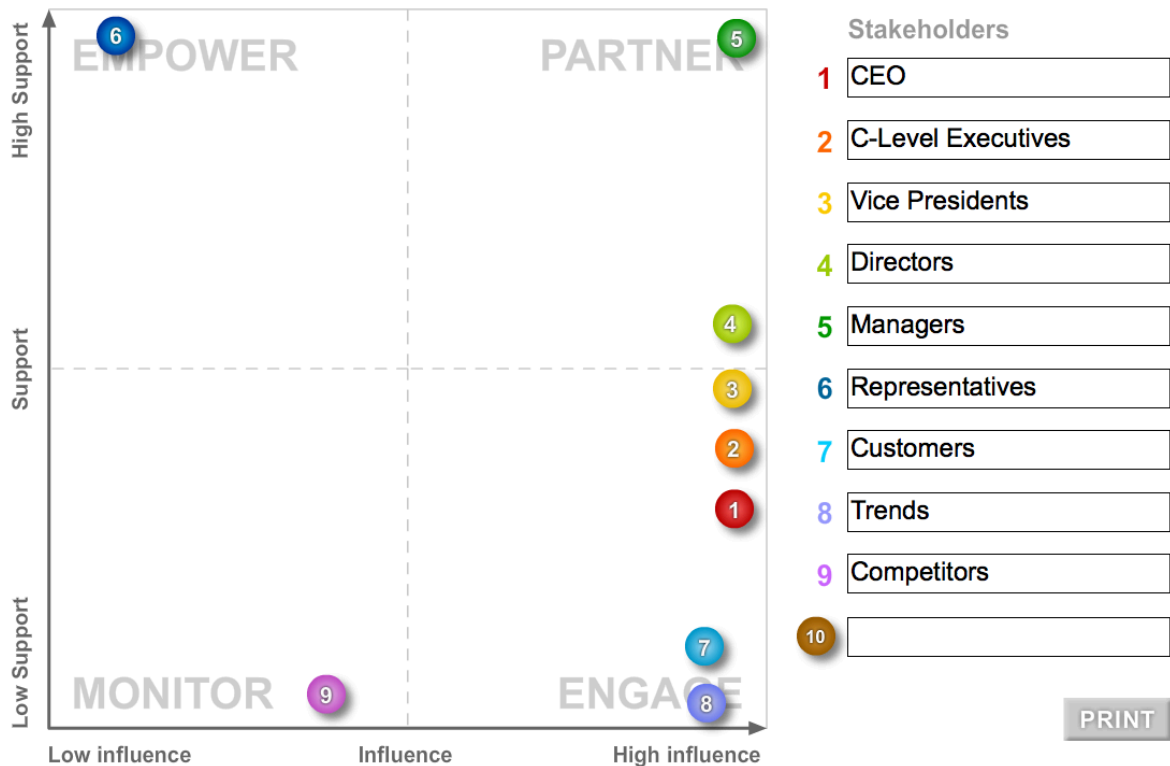 Stakeholders
High Support
Support
Low Support
EMPOWER
PARTNER
MONITOR
ENGAGE
6
5
4
3
2
1
7
8
9
Low influence
Influence
High influence
1 CEO
2 C-Level Executives
3 Vice Presidents
4 Directors
5 Managers
6 Representatives
7 Customers
8 Trends
9 Competitors
10
PRINT